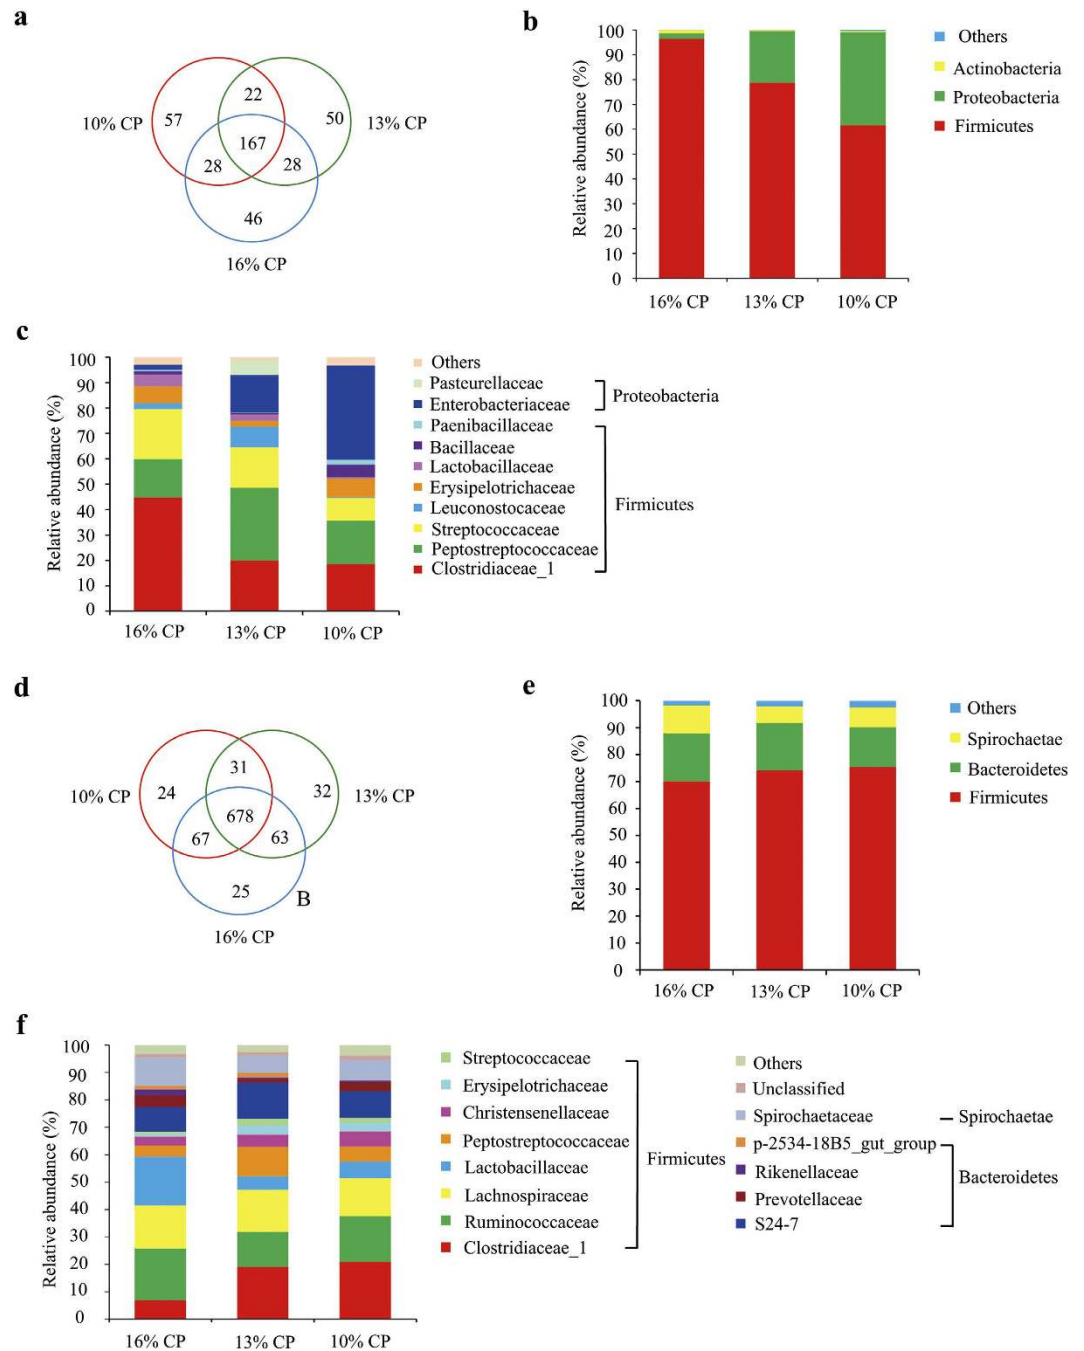 a
10% CP
57
22
50
13% CP
167
28
28
46
16% CP
b
Relative abundance (%)
100
90
80
70
60
50
40
30
20
10
0
16% CP
13% CP
10% CP
Others
Actinobacteria
Proteobacteria
Firmicutes
c
Relative abundance (%)
100
90
80
70
60
50
40
30
20
10
0
16% CP
13% CP
10% CP
Others
Pasteurellaceae
Enterobacteriaceae
Paenibacillaceae
Bacillaceae
Lactobacillaceae
Erysipelotrichaceae
Leuconostocaceae
Streptococcaceae
Peptostreptococcaceae
Clostridiaceae_1
Proteobacteria
Firmicutes
d
10% CP
24
31
32
13% CP
678
67
63
25
B
16% CP
e
Relative abundance (%)
100
90
80
70
60
50
40
30
20
10
0
16% CP
13% CP
10% CP
Others
Spirochaetae
Bacteroidetes
Firmicutes
f
Relative abundance (%)
100
90
80
70
60
50
40
30
20
10
0
16% CP
13% CP
10% CP
Streptococcaceae
Erysipelotrichaceae
Christensenellaceae
Peptostreptococcaceae
Lactobacillaceae
Lachnospiraceae
Ruminococcaceae
Clostridiaceae_1
Firmicutes
Others
Unclassified
Spirochaetaceae
p-2534-18B5_gut_group
Rikenellaceae
Prevotellaceae
S24-7
Spirochaetae
Bacteroidetes